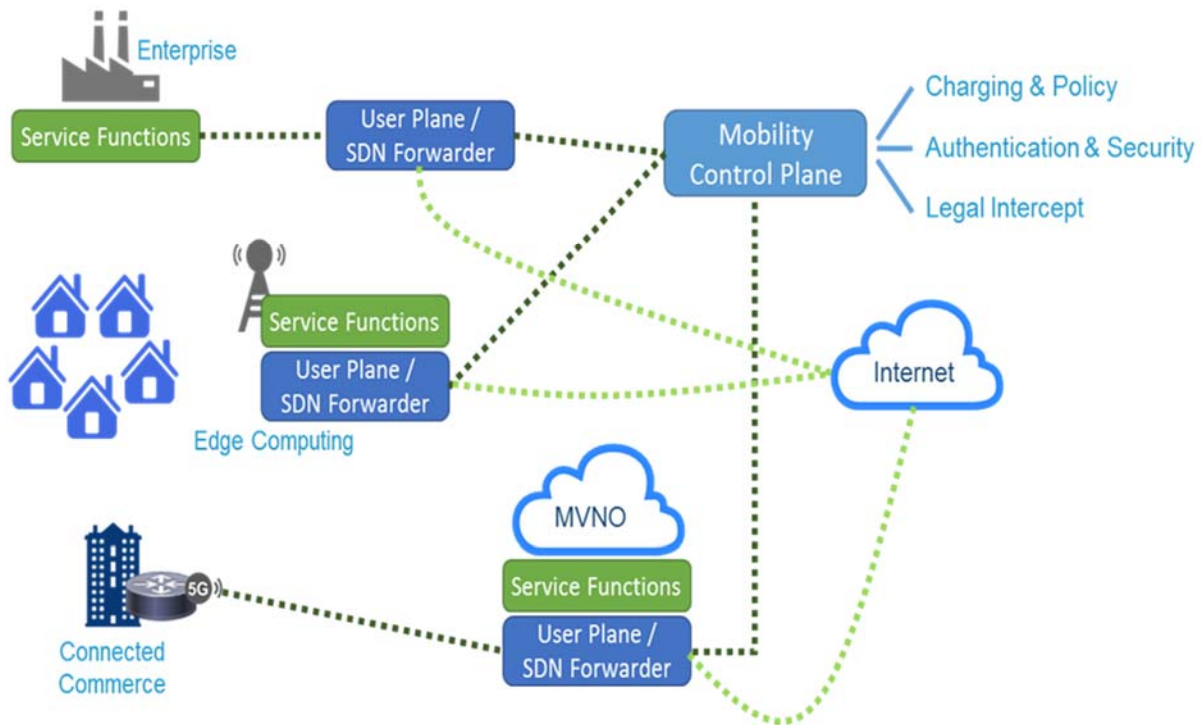 Enterprise
Service Functions
User Plane /
SDN Forwarder
Mobility
Control Plane
Charging & Policy
Authentication & Security
Legal Intercept
Service Functions
User Plane /
SDN Forwarder
Edge Computing
Internet
MVNO
Service Functions
User Plane /
SDN Forwarder
5G
Connected
Commerce